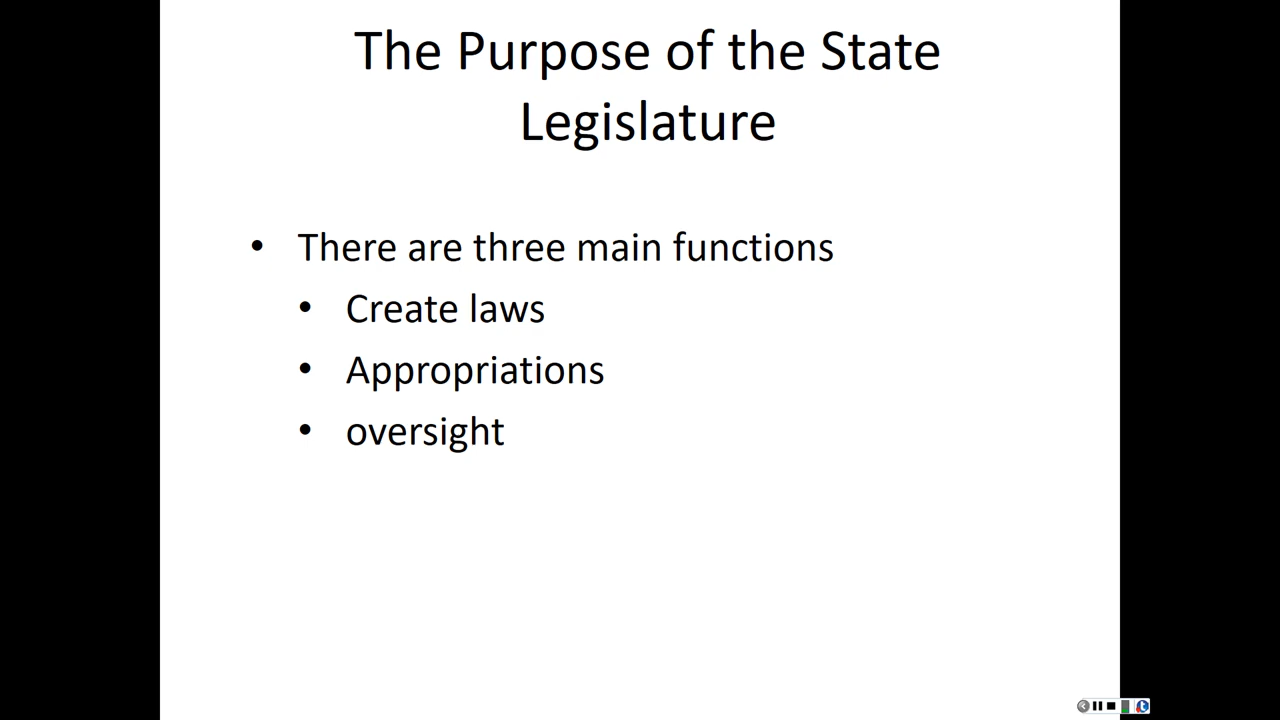 The Purpose of the State
Legislature
• There are three main functions
• Create laws
• Appropriations
• oversight